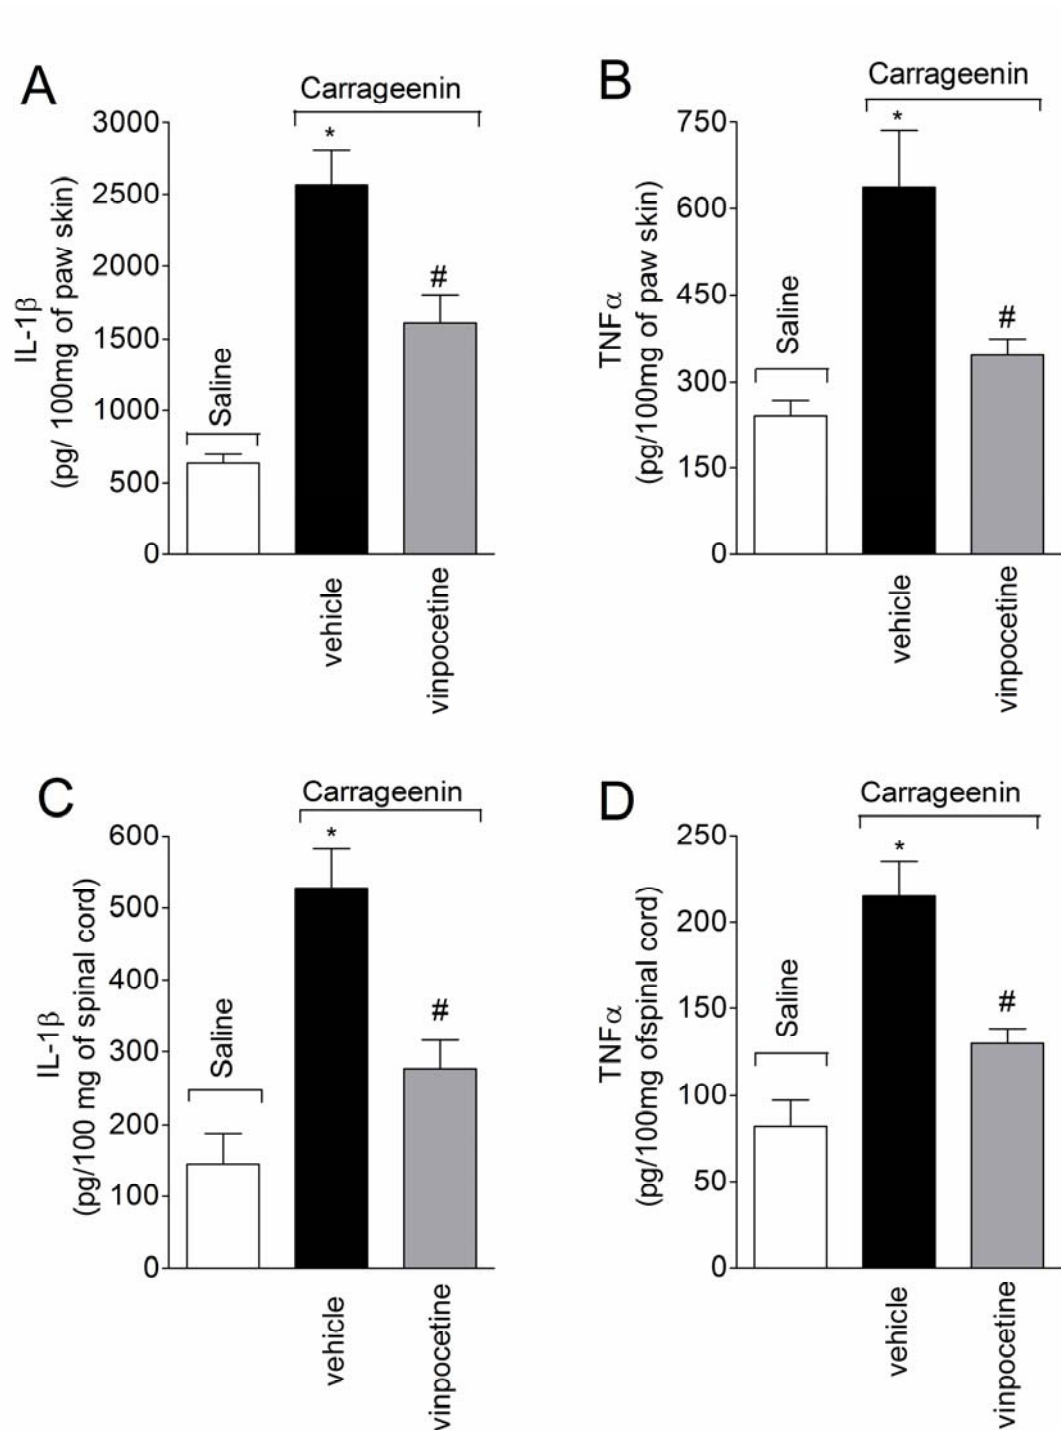 A
Carrageenin
3000
2500
2000
1500
1000
500
0
IL-1β
(pg/ 100mg of paw skin)
Saline
*
#
vehicle
vinpocetine
B
Carrageenin
750
600
450
300
150
0
TNFα
(pg/100mg of paw skin)
Saline
*
#
vehicle
vinpocetine
C
Carrageenin
600
500
400
300
200
100
0
IL-1β
(pg/100 mg of spinal cord)
Saline
*
#
vehicle
vinpocetine
D
Carrageenin
250
200
150
100
50
0
TNFα
(pg/100mg ofspinal cord)
Saline
*
#
vehicle
vinpocetine